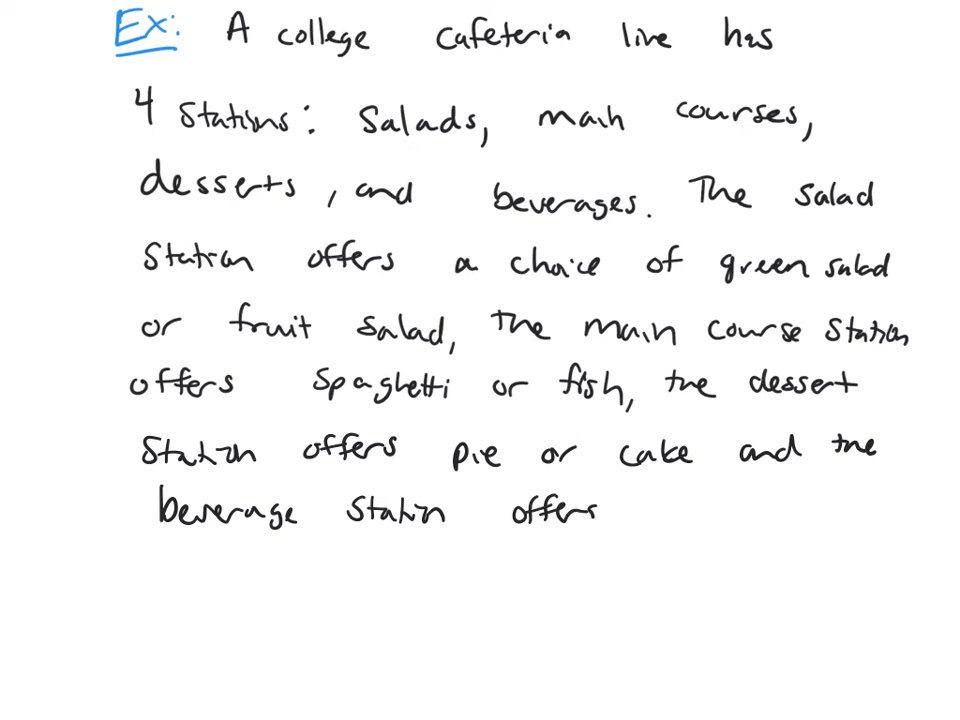 Ex: A college cafeteria line has
4 stations: Salads, main courses,
desserts, and beverages. The salad
station offers a choice of green salad
or fruit salad, the main course station
offers spaghetti or fish, the dessert
station offers pie or cake and the
beverage station offers